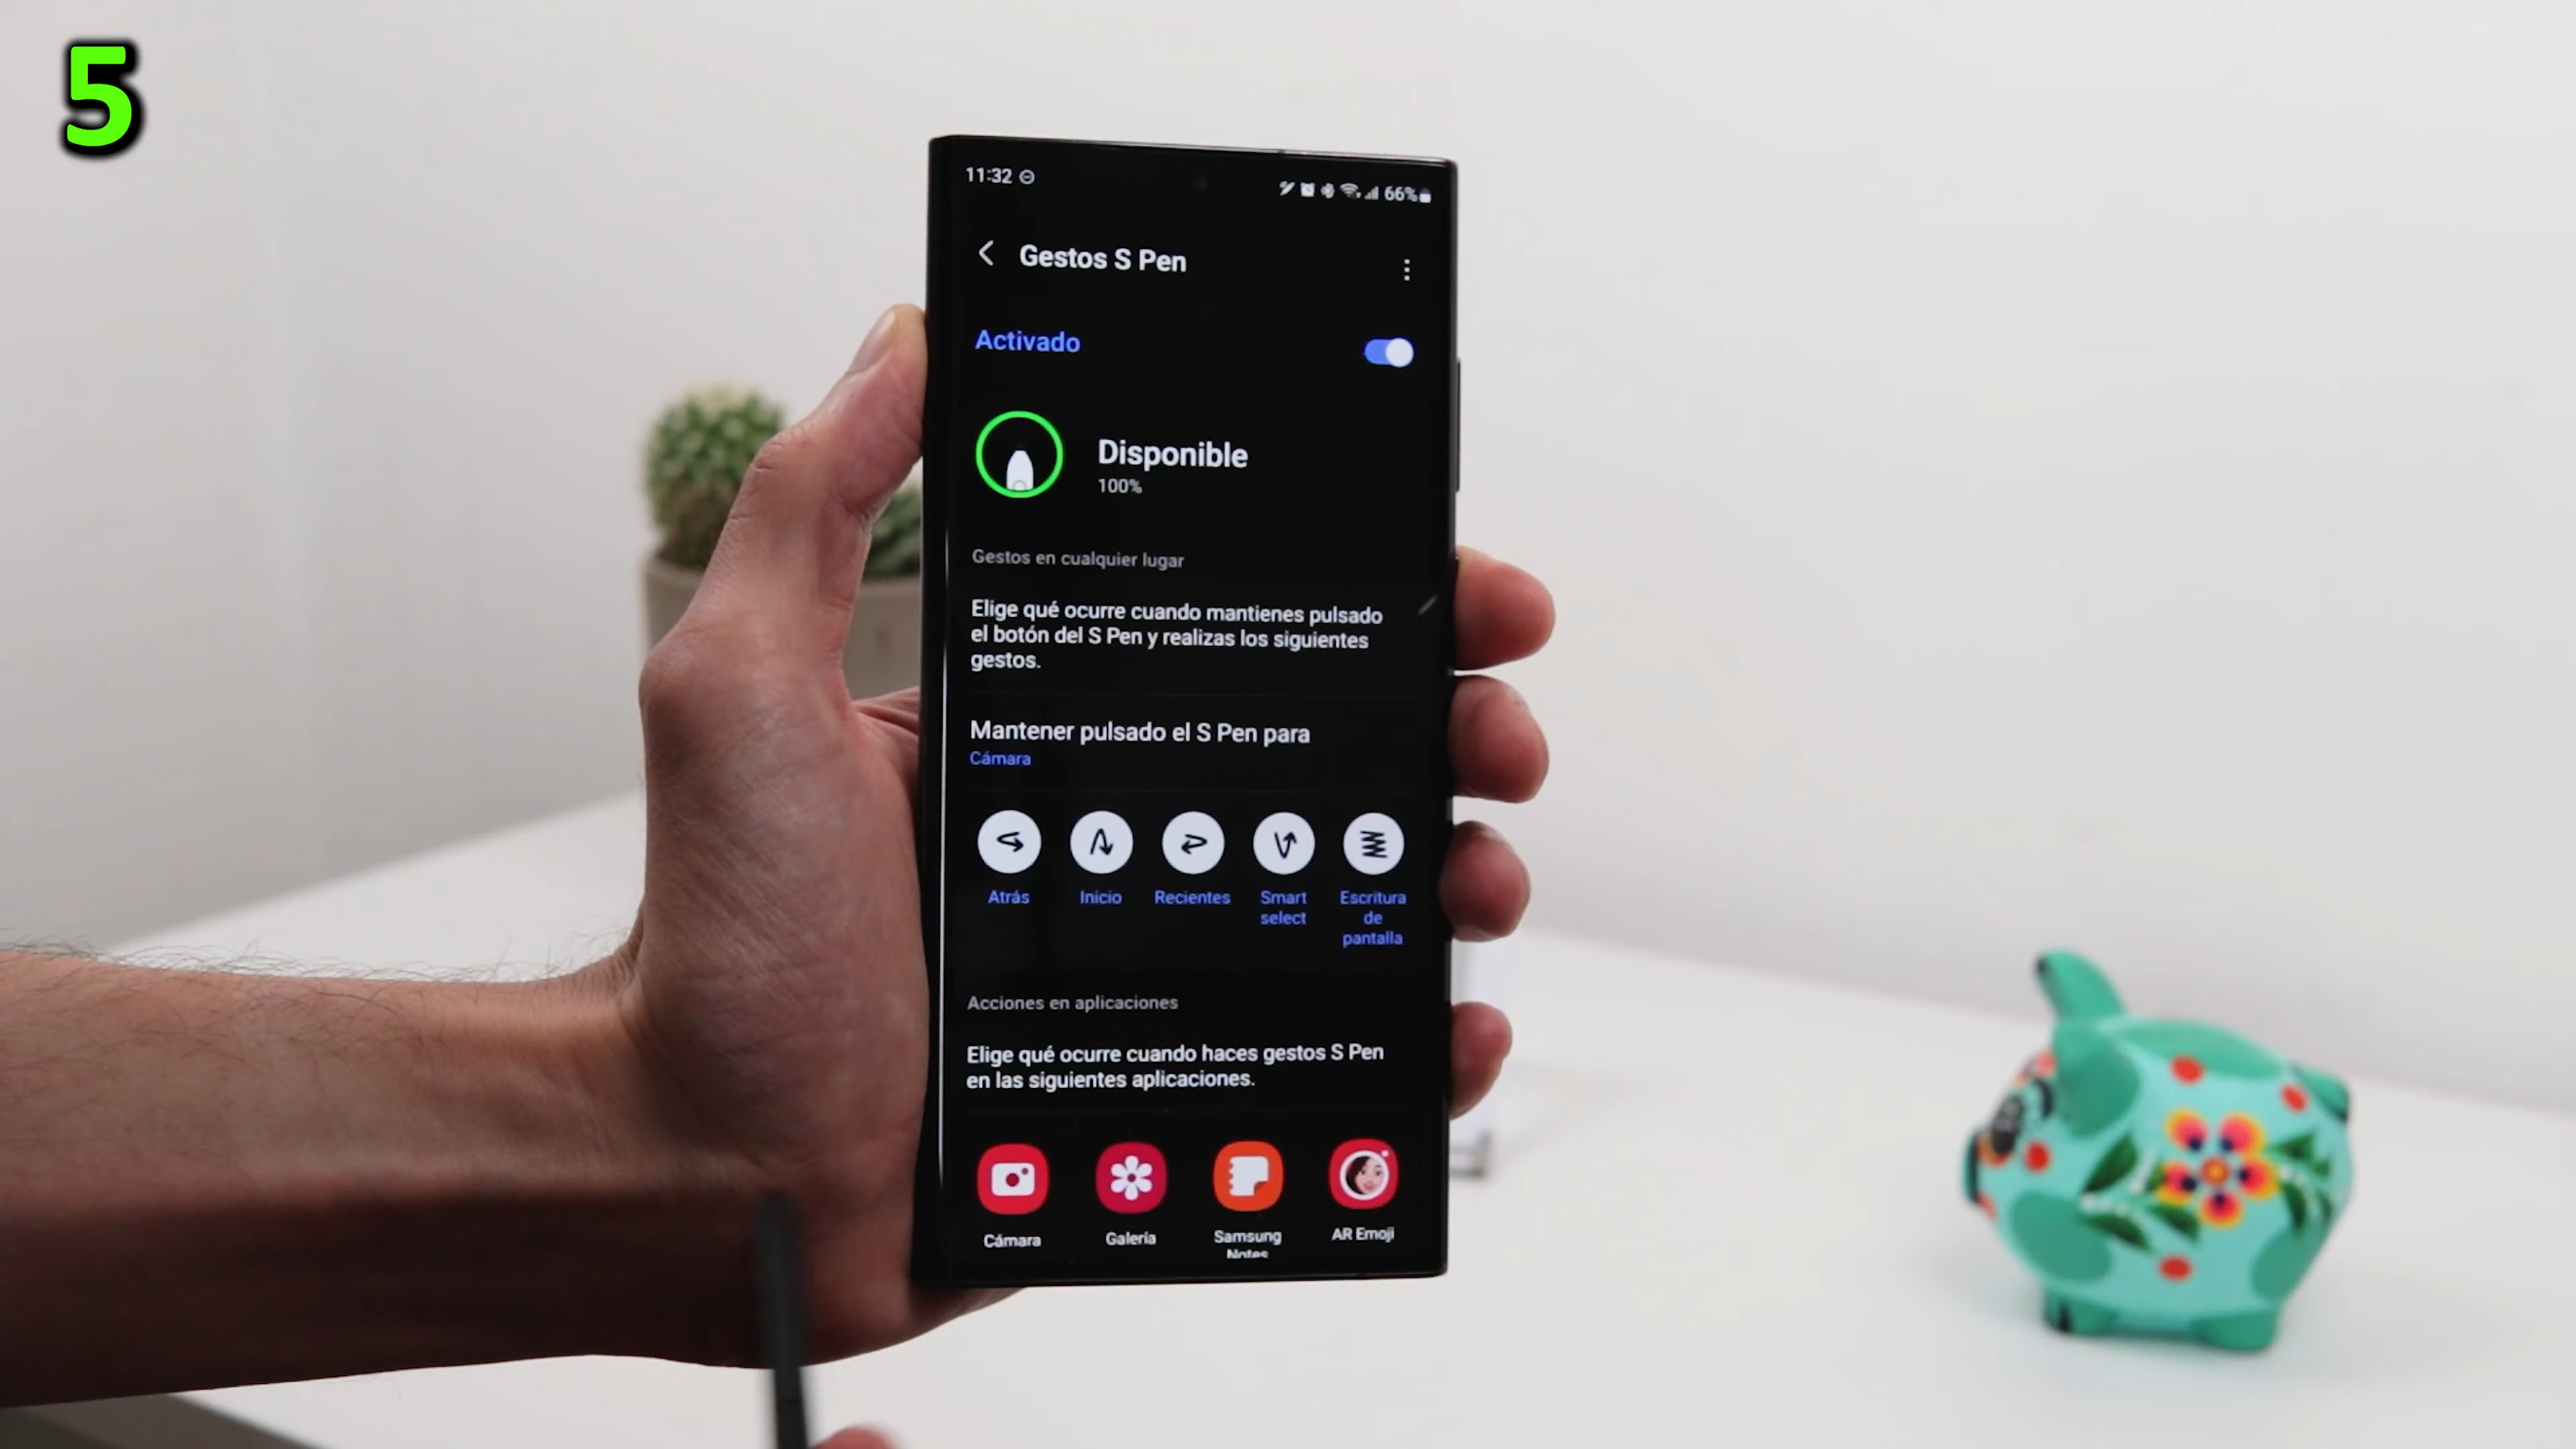 5
11:32
66%
Gestos S Pen
Activado
Disponible
100%
Gestos en cualquier lugar
Elige qué ocurre cuando mantienes pulsado
el botón del S Pen y realizas los siguientes
gestos.
Mantener pulsado el S Pen para
Cámara
Atrás
Inicio
Recientes
Smart
select
Escritura
de
pantalla
Acciones en aplicaciones
Elige qué ocurre cuando haces gestos S Pen
en las siguientes aplicaciones.
Cámara
Galería
Samsung
Notes
AR Emoji